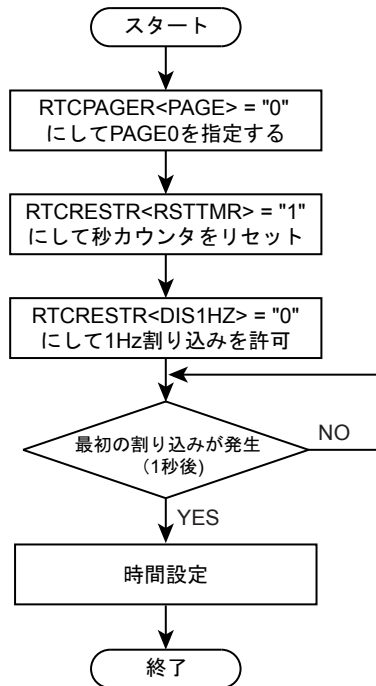 スタート
RTCPAGER<PAGE> = "0"
にしてPAGE0を指定する
RTCRESTR<RSTTMR> = "1"
にして秒カウンタをリセット
RTCRESTR<DIS1HZ> = "0"
にして1Hz割り込みを許可
最初の割り込みが発生
(1秒後)
NO
YES
時間設定
終了